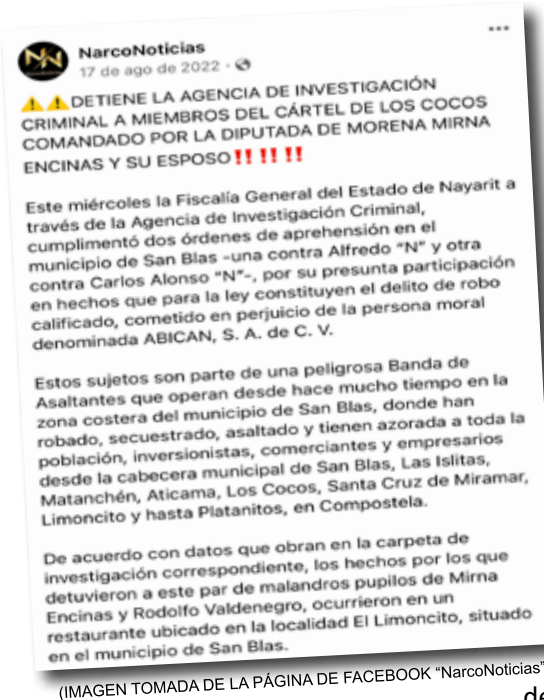 NarcoNoticias
17 de ago de 2022 ·
DETIENE LA AGENCIA DE INVESTIGACIÓN
CRIMINAL A MIEMBROS DEL CÁRTEL DE LOS COCOS
COMANDADO POR LA DIPUTADA DE MORENA MIRNA
ENCINAS Y SU ESPOSO‼️ ‼️ ‼️
Este miércoles la Fiscalía General del Estado de Nayarit a
través de la Agencia de Investigación Criminal,
cumplimentó dos órdenes de aprehensión en el
municipio de San Blas -una contra Alfredo “N” y otra
contra Carlos Alonso “N”-, por su presunta participación
en hechos que para la ley constituyen el delito de robo
calificado, cometido en perjuicio de la persona moral
denominada ABICAN, S. A. de C. V.
Estos sujetos son parte de una peligrosa Banda de
Asaltantes que operan desde hace mucho tiempo en la
zona costera del municipio de San Blas, donde han
robado, secuestrado, asaltado y tienen azorada a toda la
población, inversionistas, comerciantes y empresarios
desde la cabecera municipal de San Blas, Las Islitas,
Matanchén, Aticama, Los Cocos, Santa Cruz de Miramar,
Limoncito y hasta Platanitos, en Compostela.
De acuerdo con datos que obran en la carpeta de
investigación correspondiente, los hechos por los que
detuvieron a este par de malandros pupilos de Mirna
Encinas y Rodolfo Valdenegro, ocurrieron en un
restaurante ubicado en la localidad El Limoncito, situado
en el municipio de San Blas.
(IMAGEN TOMADA DE LA PÁGINA DE FACEBOOK “NarcoNoticias”